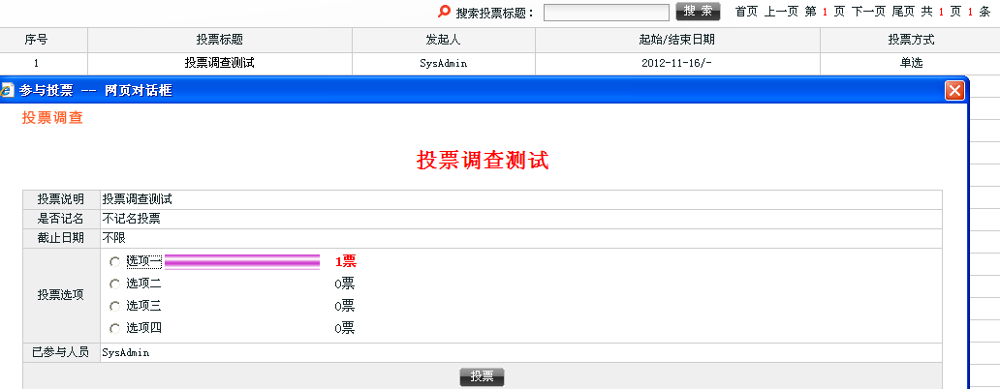 搜索投票标题： 搜 索 首页 上一页 第 1 页 下一页 尾页 共 1 页 1 条
序号 投票标题 发起人 起始/结束日期 投票方式
1 投票调查测试 SysAdmin 2012-11-16/- 单选
参与投票 -- 网页对话框
投票调查
投票调查测试
投票说明 投票调查测试
是否记名 不记名投票
截止日期 不限
投票选项
选项一 1票
选项二 0票
选项三 0票
选项四 0票
已参与人员 SysAdmin
投票